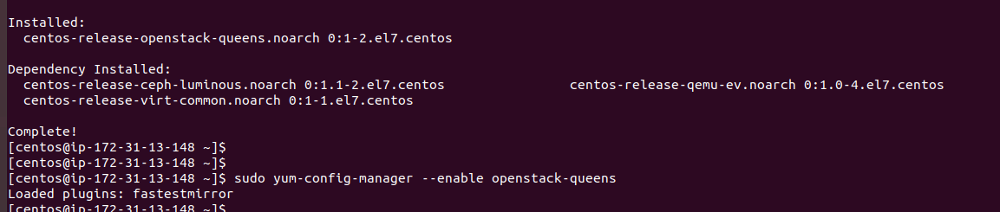 Installed:
centos-release-openstack-queens.noarch 0:1-2.el7.centos
Dependency Installed:
centos-release-ceph-luminous.noarch 0:1.1-2.el7.centos centos-release-qemu-ev.noarch 0:1.0-4.el7.centos
centos-release-virt-common.noarch 0:1-1.el7.centos
Complete!
[centos@ip-172-31-13-148 ~]$
[centos@ip-172-31-13-148 ~]$
[centos@ip-172-31-13-148 ~]$ sudo yum-config-manager --enable openstack-queens
Loaded plugins: fastestmirror
[centos@ip-172-31-13-148 ~]$